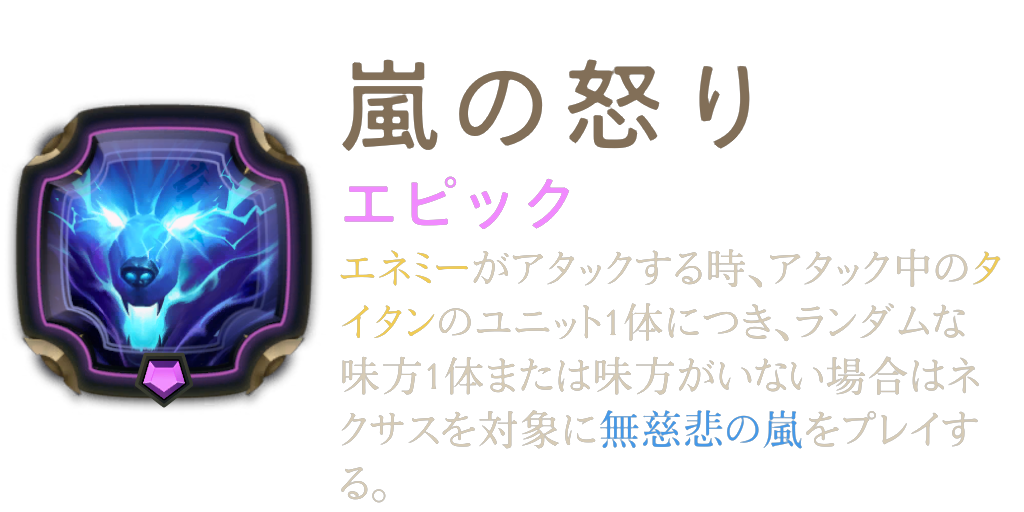 嵐の怒り
エピック
エネミーがアタックする時、アタック中のタ
イタンのユニット1体につき、ランダムな
味方1体または味方がいない場合はネ
クサスを対象に無慈悲の嵐をプレイす
る。